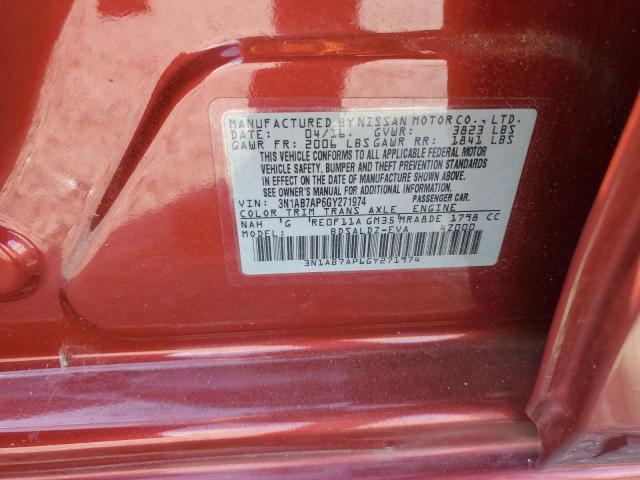 MANUFACTURED BY NISSAN MOTOR CO., LTD.
DATE: 04/16 GVWR: 3823 LBS
GAWR FR: 2006 LBS GAWR RR: 1841 LBS
THIS VEHICLE CONFORMS TO ALL APPLICABLE FEDERAL MOTOR
VEHICLE SAFETY, BUMPER AND THEFT PREVENTION STANDARDS
IN EFFECT ON THE DATE OF MANUFACTURE SHOWN ABOVE.
SEE OWNER'S MANUAL FOR ADDITIONAL INFORMATION.
VIN: 3N1AB7AP6GY271974 PASSENGER CAR
COLOR TRIM TRANS AXLE ENGINE
NAH G RE0F11A GM35 MRA8DE 1798 CC
MODEL: BDSALDZ-EVA 4Z000
3N1AB7AP6GY271974